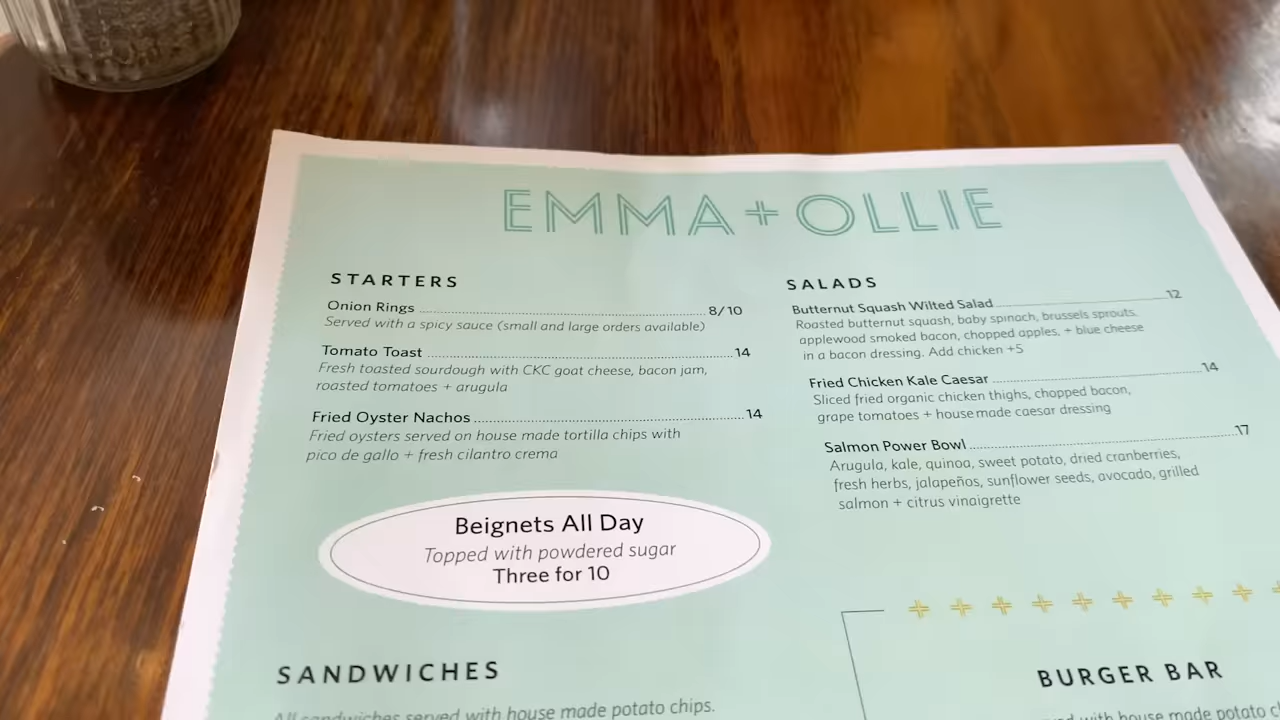 EMMA+OLLIE
STARTERS
Onion Rings 8/10
Served with a spicy sauce (small and large orders available)
Tomato Toast 14
Fresh toasted sourdough with CKC goat cheese, bacon jam,
roasted tomatoes + arugula
Fried Oyster Nachos 14
Fried oysters served on house made tortilla chips with
pico de gallo + fresh cilantro crema
Beignets All Day
Topped with powdered sugar
Three for 10
SANDWICHES
All sandwiches served with house made potato chips.
SALADS
Butternut Squash Wilted Salad 12
Roasted butternut squash, baby spinach, brussels sprouts,
applewood smoked bacon, chopped apples, + blue cheese
in a bacon dressing. Add chicken +5
Fried Chicken Kale Caesar 14
Sliced fried organic chicken thighs, chopped bacon,
grape tomatoes + house made caesar dressing
Salmon Power Bowl 17
Arugula, kale, quinoa, sweet potato, dried cranberries,
fresh herbs, jalapeños, sunflower seeds, avocado, grilled
salmon + citrus vinaigrette
BURGER BAR
with house made potato